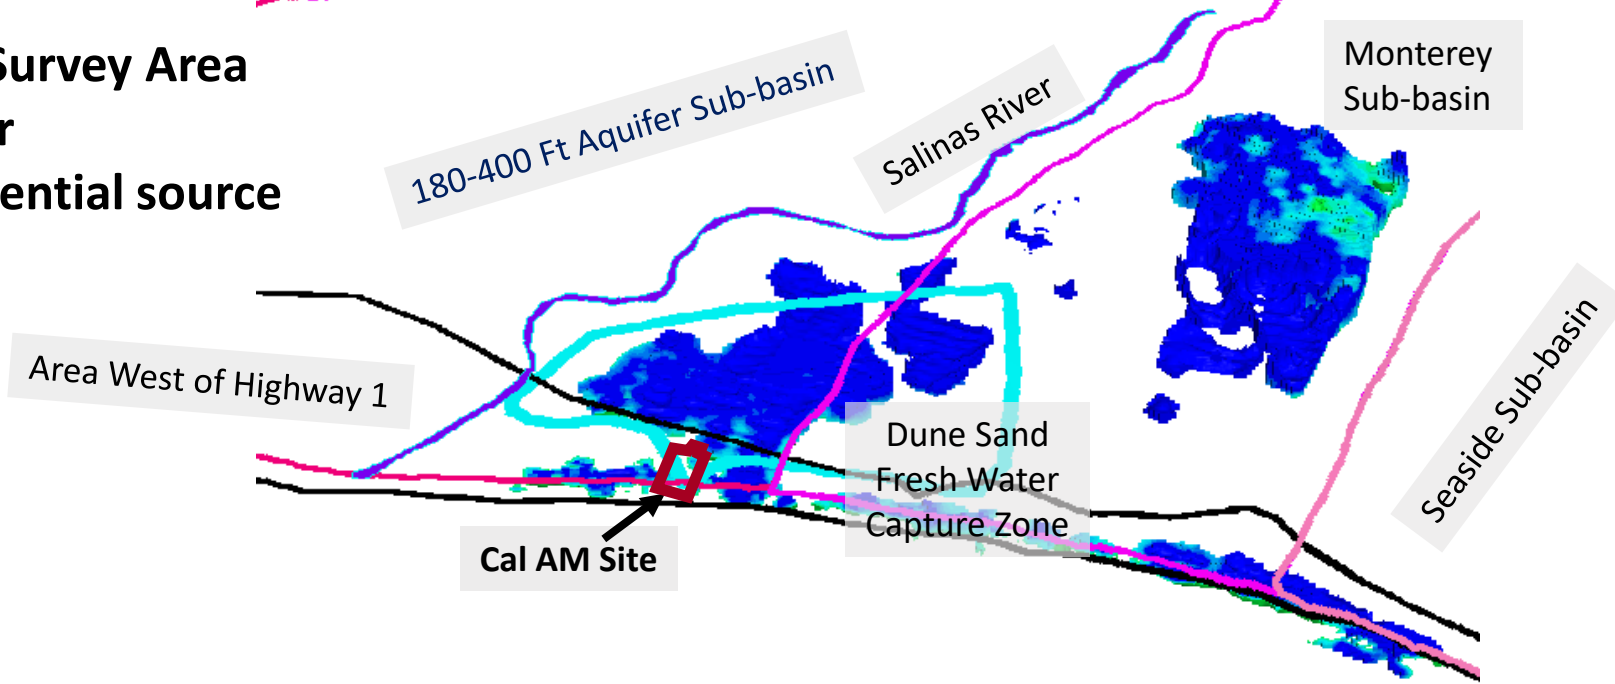 Survey Area
r
ential source
Monterey
Sub-basin
180-400 Ft Aquifer Sub-basin
Salinas River
Area West of Highway 1
Seaside Sub-basin
Dune Sand
Fresh Water
Capture Zone
Cal AM Site